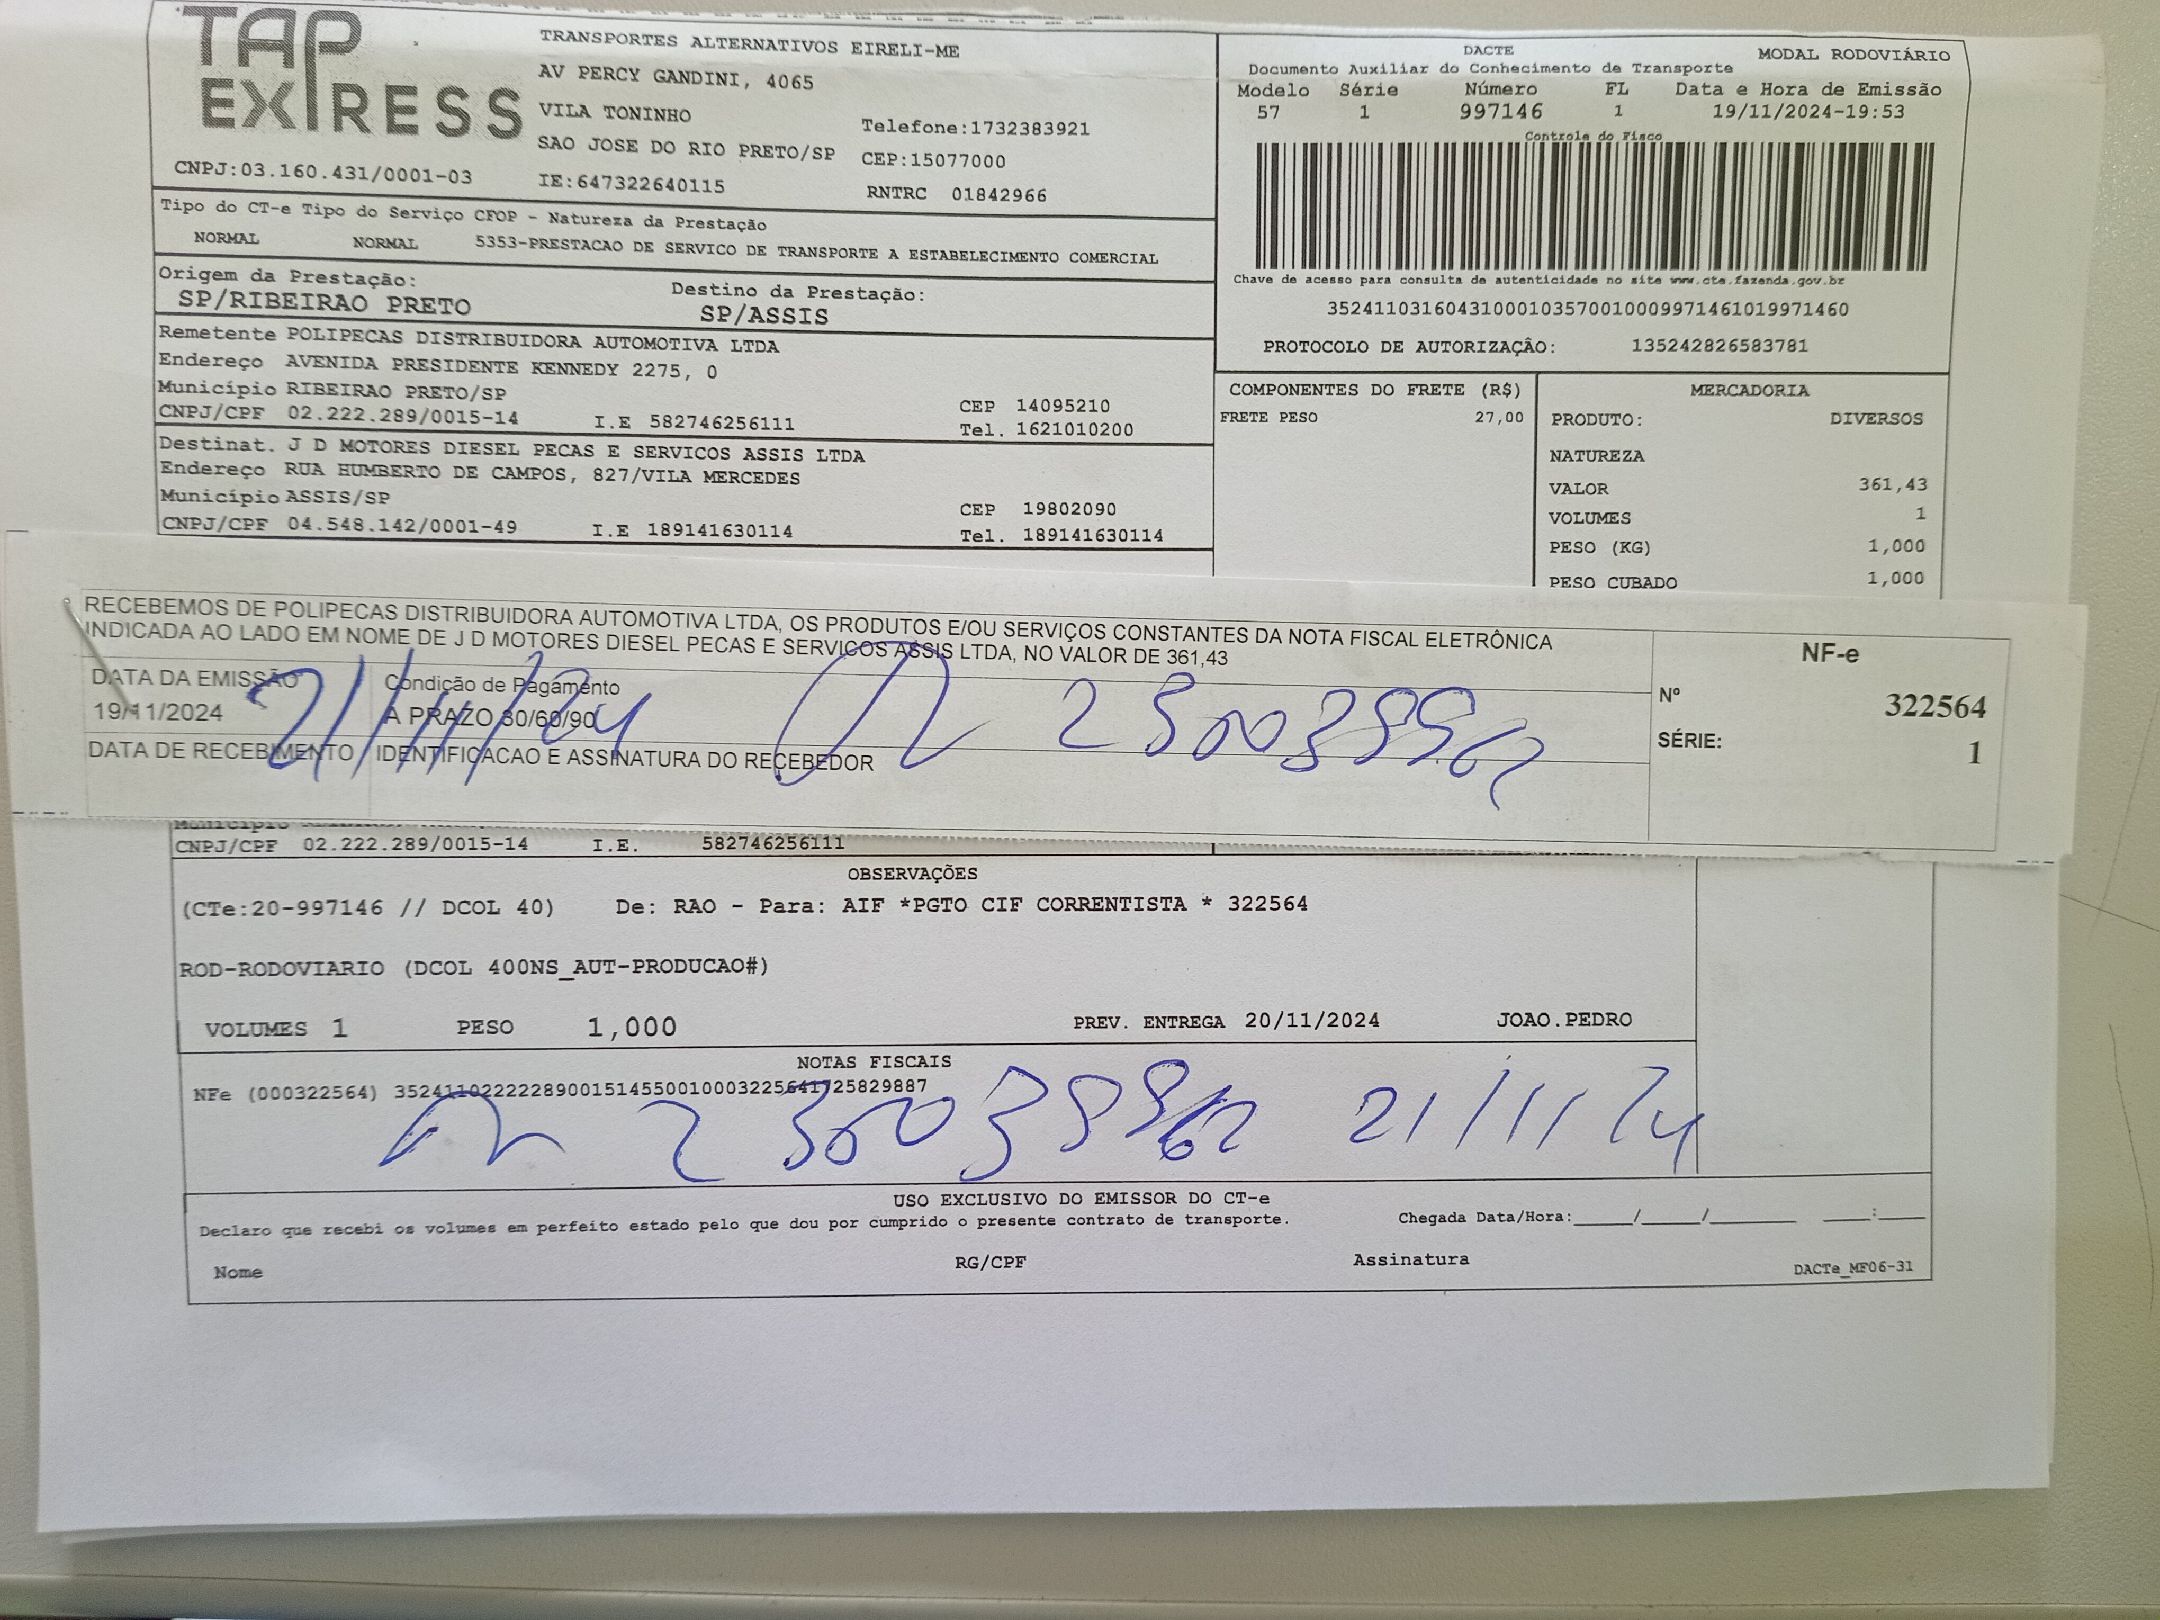 TAP EXPRESS
TRANSPORTES ALTERNATIVOS EIRELI-ME
AV PERCY GANDINI, 4065
VILA TONINHO
Telefone:1732383921
SAO JOSE DO RIO PRETO/SP CEP:15077000
CNPJ:03.160.431/0001-03 IE:647322640115 RNTRC 01842966
DACTE MODAL RODOVIÁRIO
Documento Auxiliar do Conhecimento de Transporte
Modelo Série Número FL Data e Hora de Emissão
57 1 997146 1 19/11/2024-19:53
Controle do Fisco
Chave de acesso para consulta de autenticidade no site www.cte.fazenda.gov.br
35241103160431000103570010009971461019971460
PROTOCOLO DE AUTORIZAÇÃO: 135242826583781
Tipo do CT-e Tipo do Serviço CFOP - Natureza da Prestação
NORMAL NORMAL 5353-PRESTACAO DE SERVICO DE TRANSPORTE A ESTABELECIMENTO COMERCIAL
Origem da Prestação: Destino da Prestação:
SP/RIBEIRAO PRETO SP/ASSIS
Remetente POLIPECAS DISTRIBUIDORA AUTOMOTIVA LTDA
Endereço AVENIDA PRESIDENTE KENNEDY 2275, 0
Município RIBEIRAO PRETO/SP CEP 14095210
CNPJ/CPF 02.222.289/0015-14 I.E 582746256111 Tel. 1621010200
Destinat. J D MOTORES DIESEL PECAS E SERVICOS ASSIS LTDA
Endereço RUA HUMBERTO DE CAMPOS, 827/VILA MERCEDES
Município ASSIS/SP CEP 19802090
CNPJ/CPF 04.548.142/0001-49 I.E 189141630114 Tel. 189141630114
COMPONENTES DO FRETE (R$)
FRETE PESO 27,00
MERCADORIA
PRODUTO: DIVERSOS
NATUREZA
VALOR 361,43
VOLUMES 1
PESO (KG) 1,000
PESO CUBADO 1,000
RECEBEMOS DE POLIPECAS DISTRIBUIDORA AUTOMOTIVA LTDA, OS PRODUTOS E/OU SERVIÇOS CONSTANTES DA NOTA FISCAL ELETRÔNICA
INDICADA AO LADO EM NOME DE J D MOTORES DIESEL PECAS E SERVICOS ASSIS LTDA, NO VALOR DE 361,43
DATA DA EMISSÃO Condição de Pagamento
19/11/2024 A PRAZO 30/60/90
21/11/24
DATA DE RECEBIMENTO IDENTIFICACAO E ASSINATURA DO RECEBEDOR
NF-e
Nº 322564
SÉRIE: 1
Município
CNPJ/CPF 02.222.289/0015-14 I.E. 582746256111
OBSERVAÇÕES
(CTe:20-997146 // DCOL 40) De: RAO - Para: AIF *PGTO CIF CORRENTISTA * 322564
ROD-RODOVIARIO (DCOL 400NS_AUT-PRODUCAO#)
VOLUMES 1 PESO 1,000 PREV. ENTREGA 20/11/2024 JOAO.PEDRO
NOTAS FISCAIS
NFe (000322564) 35241102222289001514550010003225641725829887
21/11/24
USO EXCLUSIVO DO EMISSOR DO CT-e
Declaro que recebi os volumes em perfeito estado pelo que dou por cumprido o presente contrato de transporte. Chegada Data/Hora:____/____/______ ___:___
Nome RG/CPF Assinatura
DACTe_MF06-31